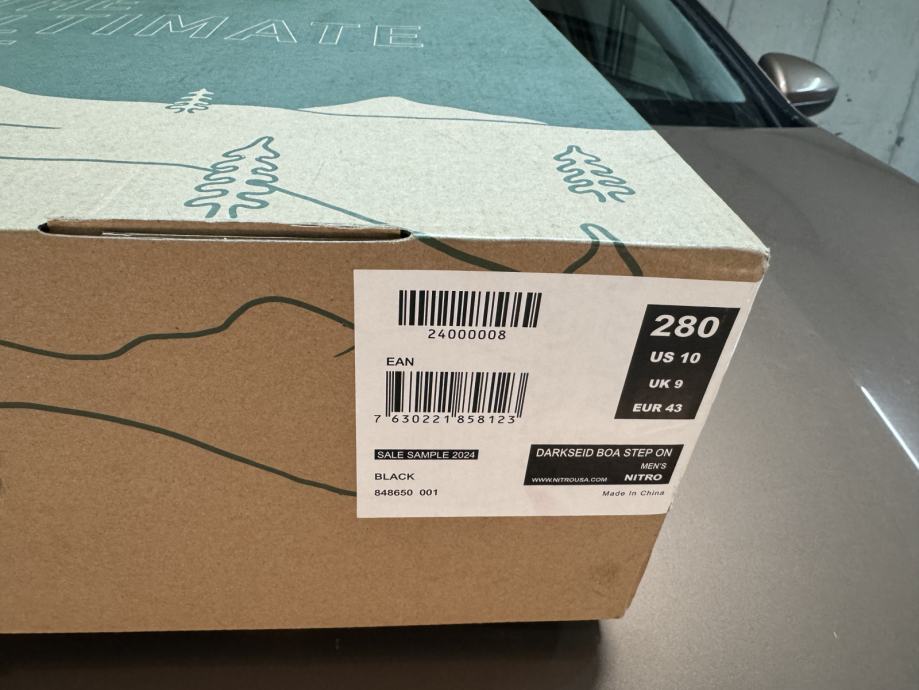 ULTIMATE
24000008
280
US 10
UK 9
EUR 43
EAN
7 630221 858123
SALE SAMPLE 2024
BLACK
848650 001
DARKSEID BOA STEP ON
MEN'S
WWW.NITROUSA.COM NITRO
Made In China